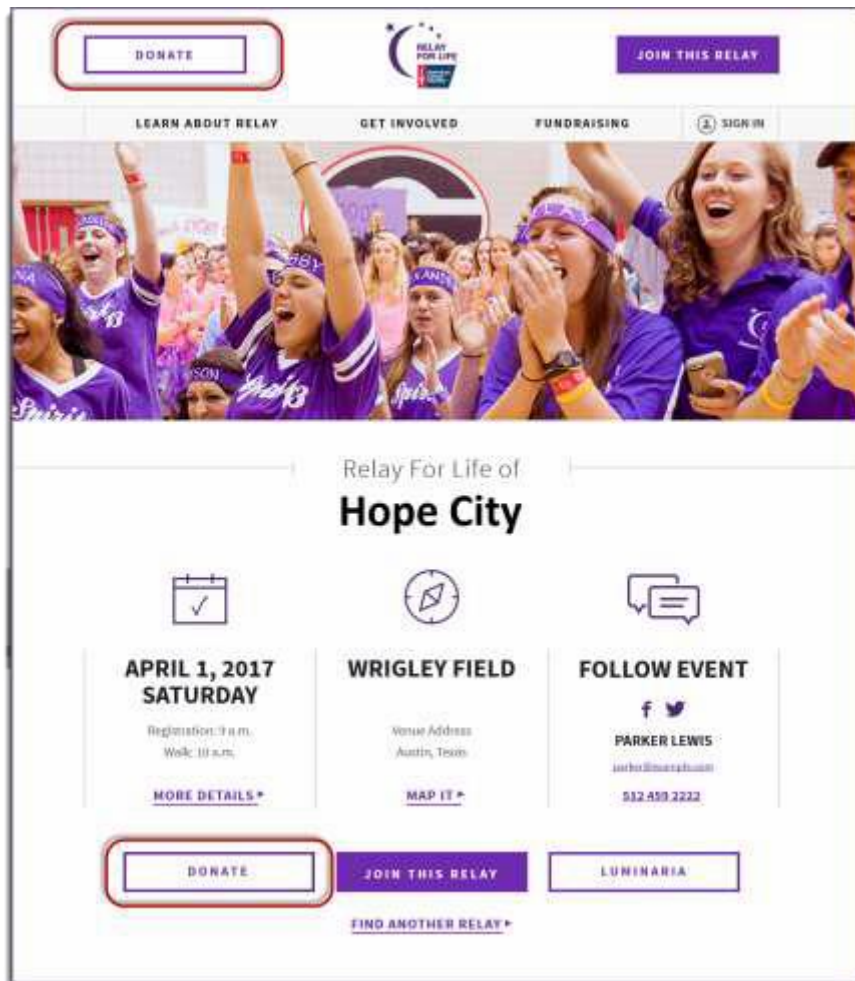 DONATE
RELAY
FOR LIFE
JOIN THIS RELAY
LEARN ABOUT RELAY
GET INVOLVED
FUNDRAISING
SIGN IN
Spirit
Relay For Life of
Hope City
APRIL 1, 2017
SATURDAY
Registration: 9 a.m.
Walk: 10 a.m.
MORE DETAILS
WRIGLEY FIELD
Venue Address
Austin, Texas
MAP IT
FOLLOW EVENT
PARKER LEWIS
512 459 2222
DONATE
JOIN THIS RELAY
LUMINARIA
FIND ANOTHER RELAY